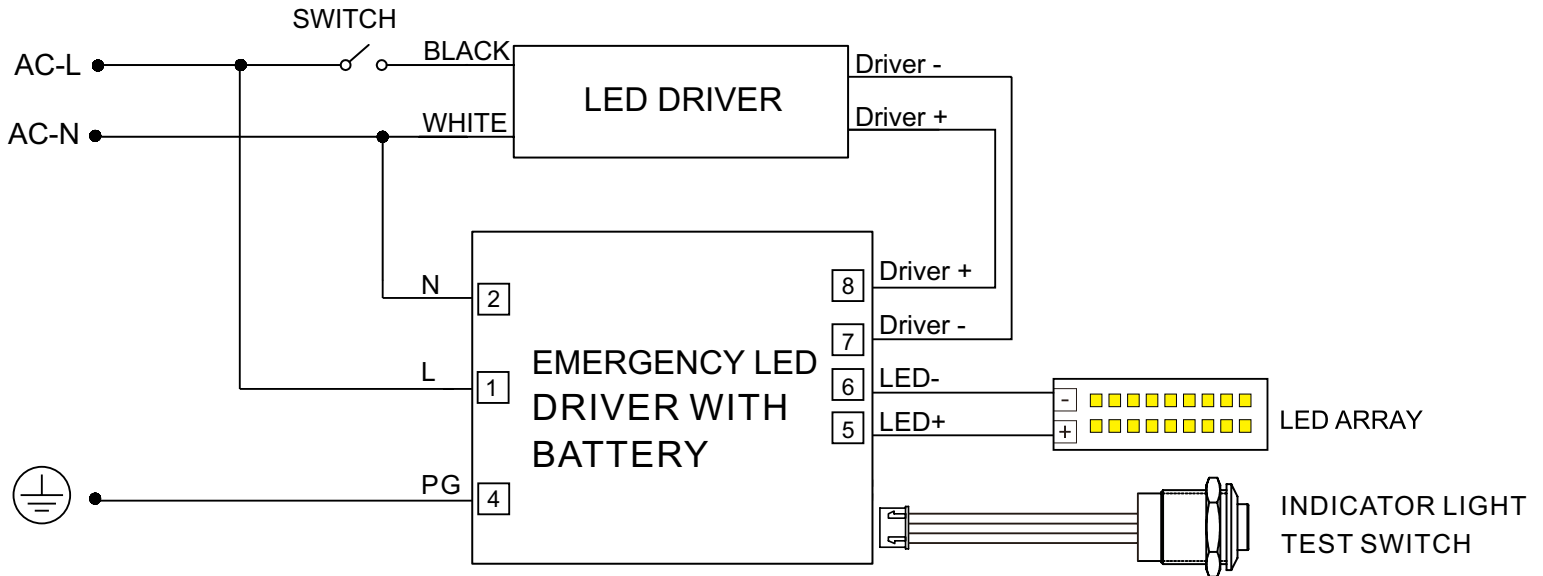 SWITCH
AC-L
BLACK
LED DRIVER
Driver -
AC-N
WHITE
Driver +
N
2
8
Driver +
7
Driver -
L
1
EMERGENCY LED
DRIVER WITH
BATTERY
6
LED-
5
LED+
-
+
LED ARRAY
PG
4
INDICATOR LIGHT
TEST SWITCH